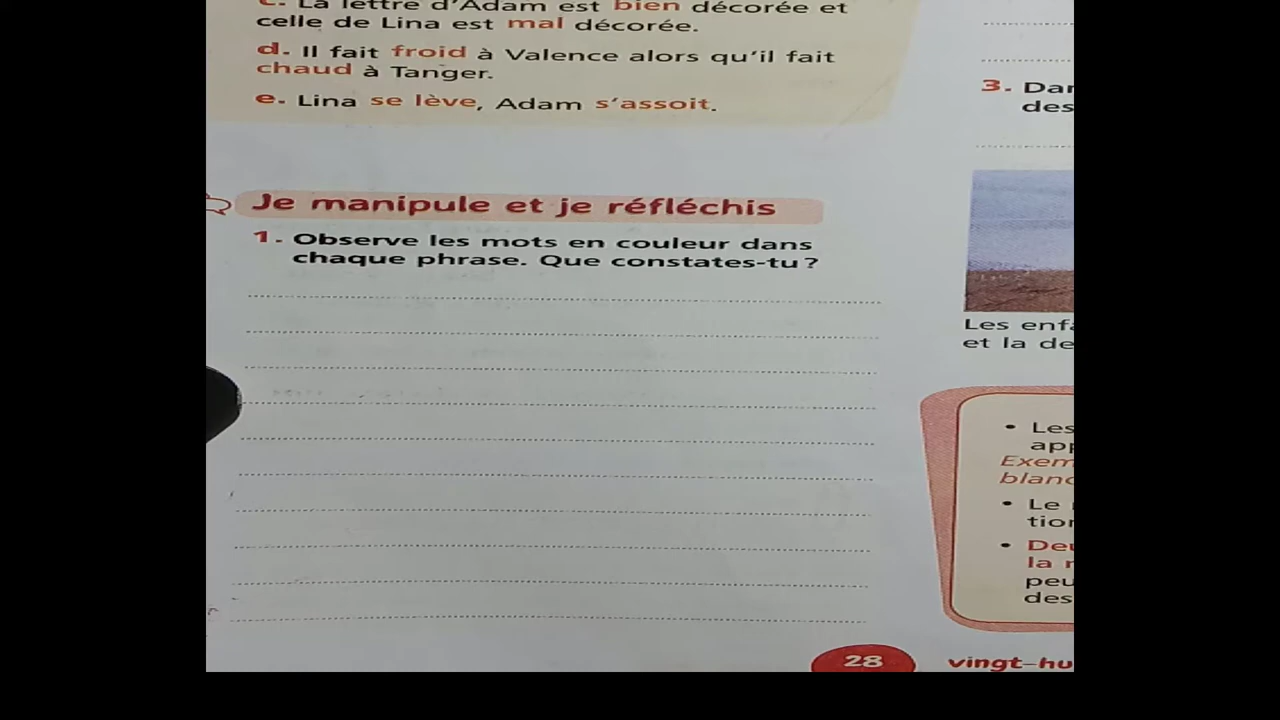 c. La lettre d'Adam est bien décorée et
celle de Lina est mal décorée.
d. Il fait froid à Valence alors qu'il fait
chaud à Tanger.
e. Lina se lève, Adam s'assoit.
Je manipule et je réfléchis
1. Observe les mots en couleur dans
chaque phrase. Que constates-tu ?
28
3. Dan
des
Les enfa
et la de
• Les
app
Exem
blanc
• Le
tion
• Deu
la r
peu
des
vingt-hu